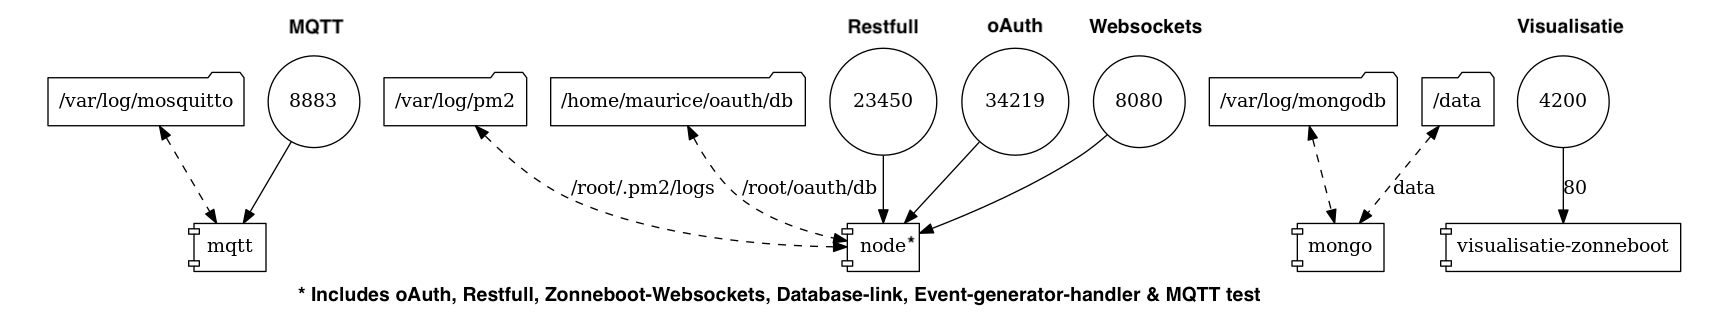 MQTT
Restfull
oAuth
Websockets
Visualisatie
/var/log/mosquitto
8883
/var/log/pm2
/home/maurice/oauth/db
23450
34219
8080
/var/log/mongodb
/data
4200
/root/.pm2/logs
/root/oauth/db
data
80
mqtt
node*
mongo
visualisatie-zonneboot
* Includes oAuth, Restfull, Zonneboot-Websockets, Database-link, Event-generator-handler & MQTT test